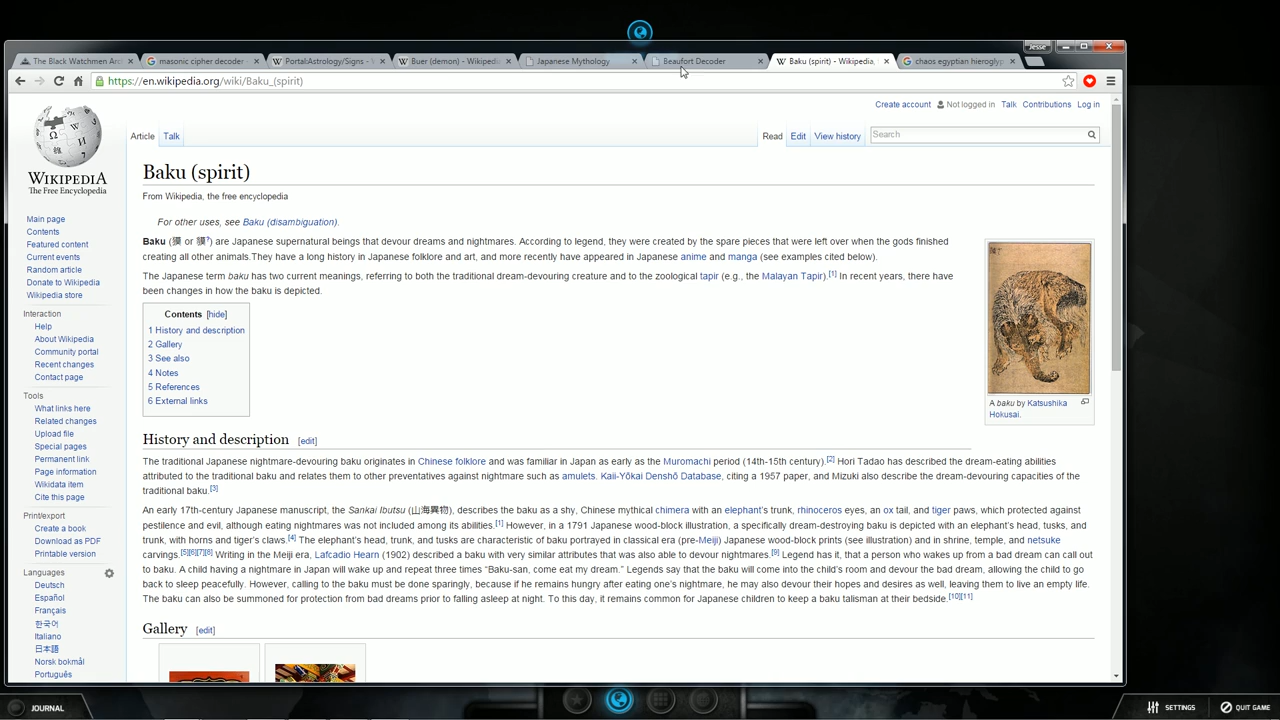 Jesse
The Black Watchmen Arc
masonic cipher decoder
Portal:Astrology/Signs
Buer (demon) - Wikipedi
Japanese Mythology
Beaufort Decoder
Baku (spirit) - Wikipedia,
chaos egyptian hieroglyp
https://en.wikipedia.org/wiki/Baku_(spirit)
Create account Not logged in Talk Contributions Log in
Article Talk Read Edit View history Search
WIKIPEDIA
The Free Encyclopedia
Main page
Contents
Featured content
Current events
Random article
Donate to Wikipedia
Wikipedia store
Interaction
Help
About Wikipedia
Community portal
Recent changes
Contact page
Tools
What links here
Related changes
Upload file
Special pages
Permanent link
Page information
Wikidata item
Cite this page
Print/export
Create a book
Download as PDF
Printable version
Languages
Deutsch
Español
Français
한국어
Italiano
日本語
Norsk bokmål
Português
Baku (spirit)
From Wikipedia, the free encyclopedia
For other uses, see Baku (disambiguation).
Baku (獏 or 貘?) are Japanese supernatural beings that devour dreams and nightmares. According to legend, they were created by the spare pieces that were left over when the gods finished
creating all other animals.They have a long history in Japanese folklore and art, and more recently have appeared in Japanese anime and manga (see examples cited below).
The Japanese term baku has two current meanings, referring to both the traditional dream-devouring creature and to the zoological tapir (e.g., the Malayan Tapir).[1] In recent years, there have
been changes in how the baku is depicted.
Contents [hide]
1 History and description
2 Gallery
3 See also
4 Notes
5 References
6 External links
A baku by Katsushika
Hokusai.
History and description [edit]
The traditional Japanese nightmare-devouring baku originates in Chinese folklore and was familiar in Japan as early as the Muromachi period (14th-15th century).[2] Hori Tadao has described the dream-eating abilities
attributed to the traditional baku and relates them to other preventatives against nightmare such as amulets. Kaii-Yōkai Denshō Database, citing a 1957 paper, and Mizuki also describe the dream-devouring capacities of the
traditional baku.[3]
An early 17th-century Japanese manuscript, the Sankai Ibutsu (山海異物), describes the baku as a shy, Chinese mythical chimera with an elephant's trunk, rhinoceros eyes, an ox tail, and tiger paws, which protected against
pestilence and evil, although eating nightmares was not included among its abilities.[1] However, in a 1791 Japanese wood-block illustration, a specifically dream-destroying baku is depicted with an elephant's head, tusks, and
trunk, with horns and tiger's claws.[4] The elephant's head, trunk, and tusks are characteristic of baku portrayed in classical era (pre-Meiji) Japanese wood-block prints (see illustration) and in shrine, temple, and netsuke
carvings.[5][6][7][8] Writing in the Meiji era, Lafcadio Hearn (1902) described a baku with very similar attributes that was also able to devour nightmares.[9] Legend has it, that a person who wakes up from a bad dream can call out
to baku. A child having a nightmare in Japan will wake up and repeat three times “Baku-san, come eat my dream.” Legends say that the baku will come into the child's room and devour the bad dream, allowing the child to go
back to sleep peacefully. However, calling to the baku must be done sparingly, because if he remains hungry after eating one's nightmare, he may also devour their hopes and desires as well, leaving them to live an empty life.
The baku can also be summoned for protection from bad dreams prior to falling asleep at night. To this day, it remains common for Japanese children to keep a baku talisman at their bedside.[10][11]
Gallery [edit]
JOURNAL
SETTINGS
QUIT GAME